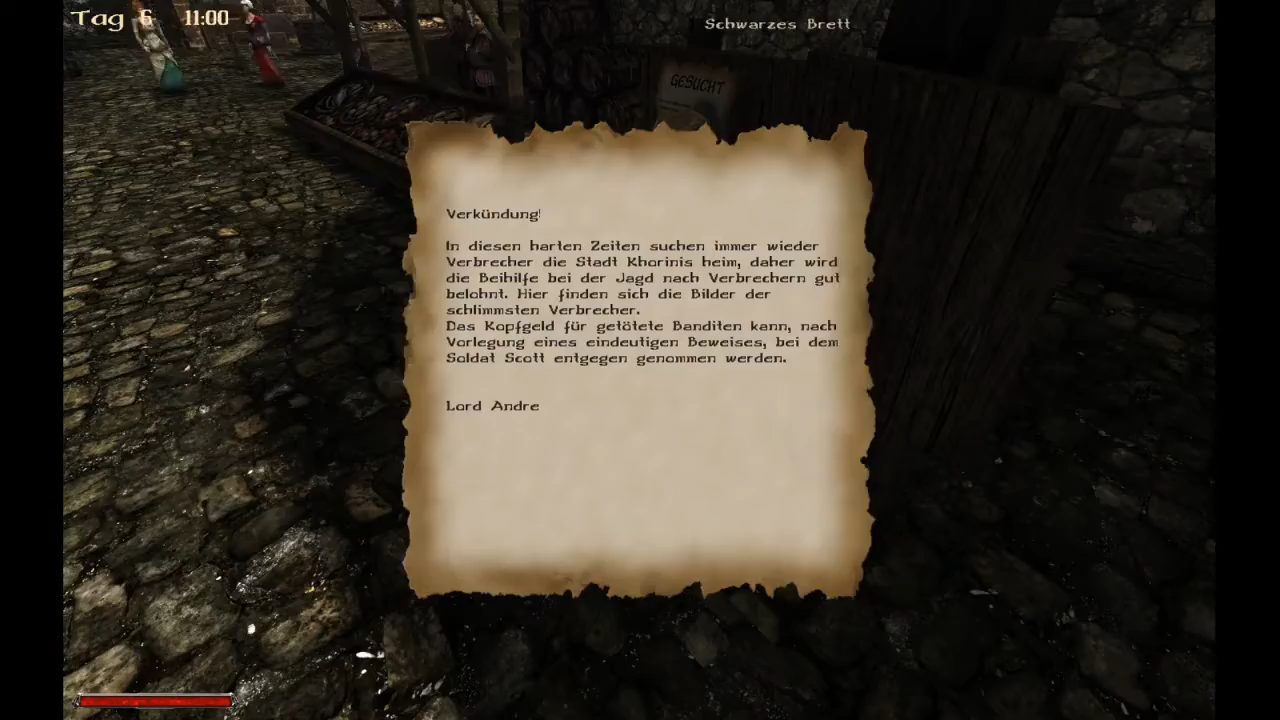 Tag 6 11:00
Schwarzes Brett
GESUCHT
Verkündung!
In diesen harten Zeiten suchen immer wieder
Verbrecher die Stadt Khorinis heim, daher wird
die Beihilfe bei der Jagd nach Verbrechern gut
belohnt. Hier finden sich die Bilder der
schlimmsten Verbrecher.
Das Kopfgeld für getötete Banditen kann, nach
Vorlegung eines eindeutigen Beweises, bei dem
Soldat Scott entgegen genommen werden.
Lord Andre